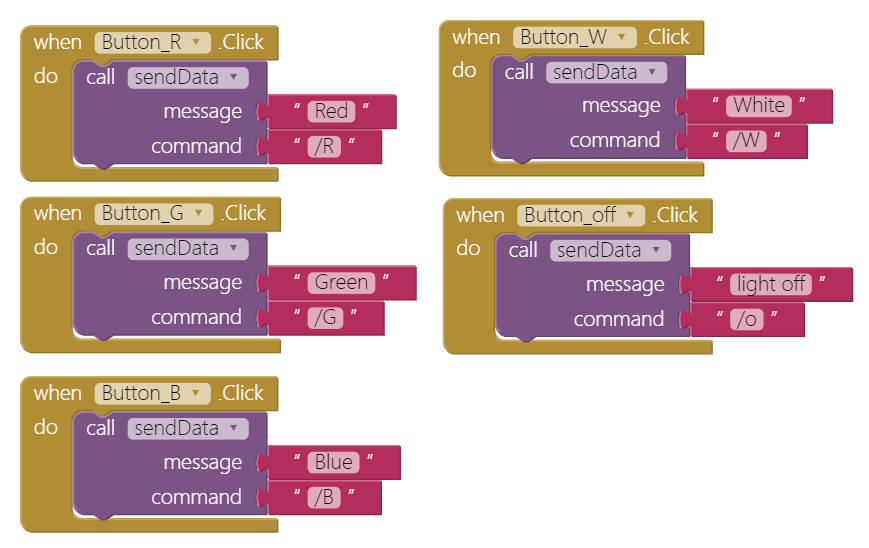 when Button_R .Click
do call sendData
message " Red "
command " /R "
when Button_G .Click
do call sendData
message " Green "
command " /G "
when Button_B .Click
do call sendData
message " Blue "
command " /B "
when Button_W .Click
do call sendData
message " White "
command " /W "
when Button_off .Click
do call sendData
message " light off "
command " /o "